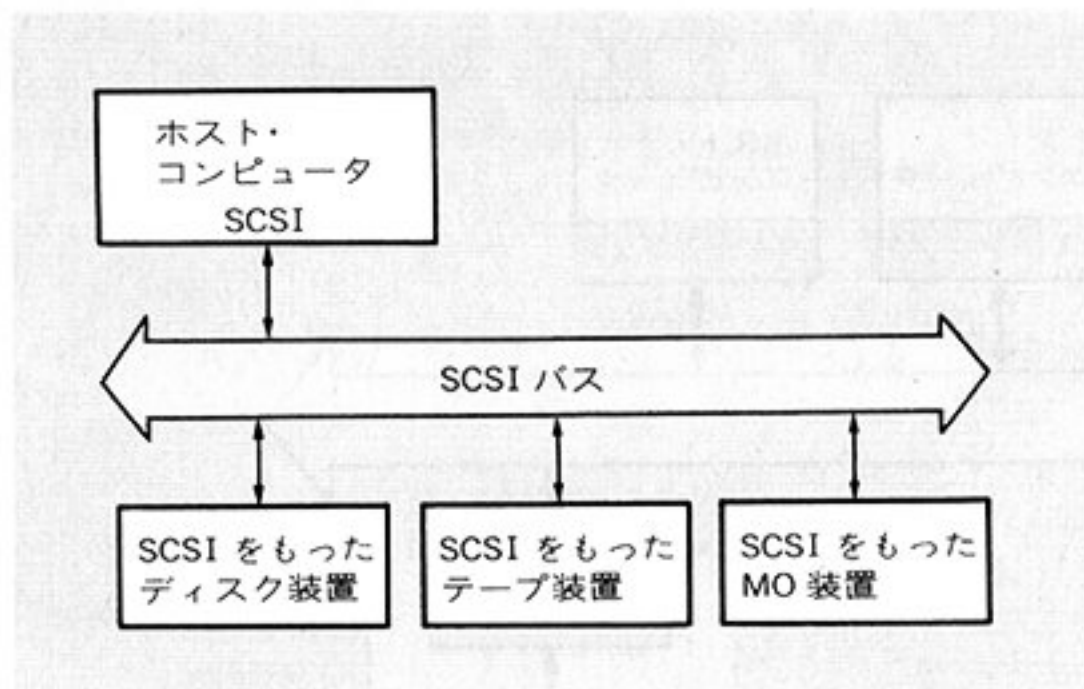 ホスト・
コンピュータ
SCSI
SCSI バス
SCSI をもった
ディスク装置
SCSI をもった
テープ装置
SCSI をもった
MO 装置